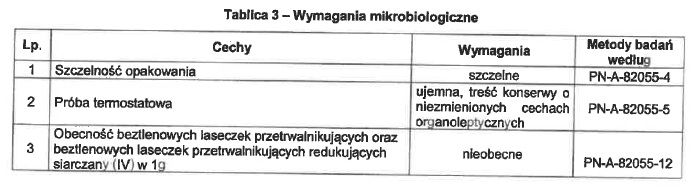 Tablica 3 – Wymagania mikrobiologiczne
Lp. Cechy Wymagania Metody badań według
1 Szczelność opakowania szczelne PN-A-82055-4
2 Próba termostatowa ujemna, treść konserwy o niezmienionych cechach organoleptycznych PN-A-82055-5
3 Obecność beztlenowych laseczek przetrwalnikujących oraz beztlenowych laseczek przetrwalnikujących redukujących siarczany (IV) w 1g nieobecne PN-A-82055-12